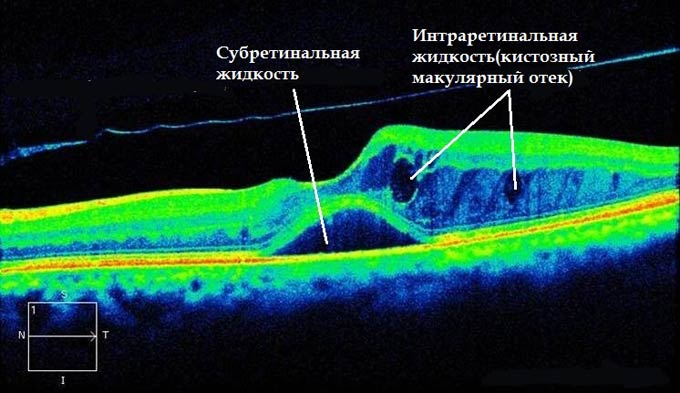 Субретинальная
жидкость
Интраретинальная
жидкость(кистозный
макулярный отек)
S
1
N
T
I